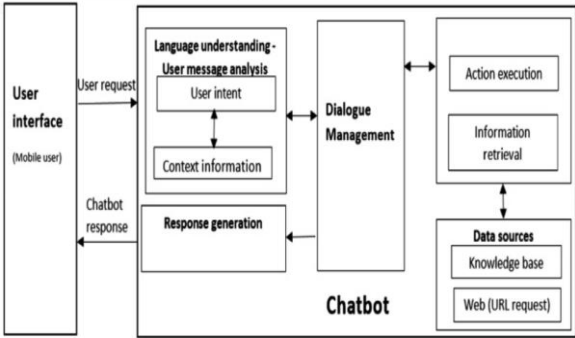 User
interface
(Mobile user)
User request
Chatbot
response
Language understanding -
User message analysis
User intent
Context information
Response generation
Dialogue
Management
Action execution
Information
retrieval
Data sources
Knowledge base
Web (URL request)
Chatbot